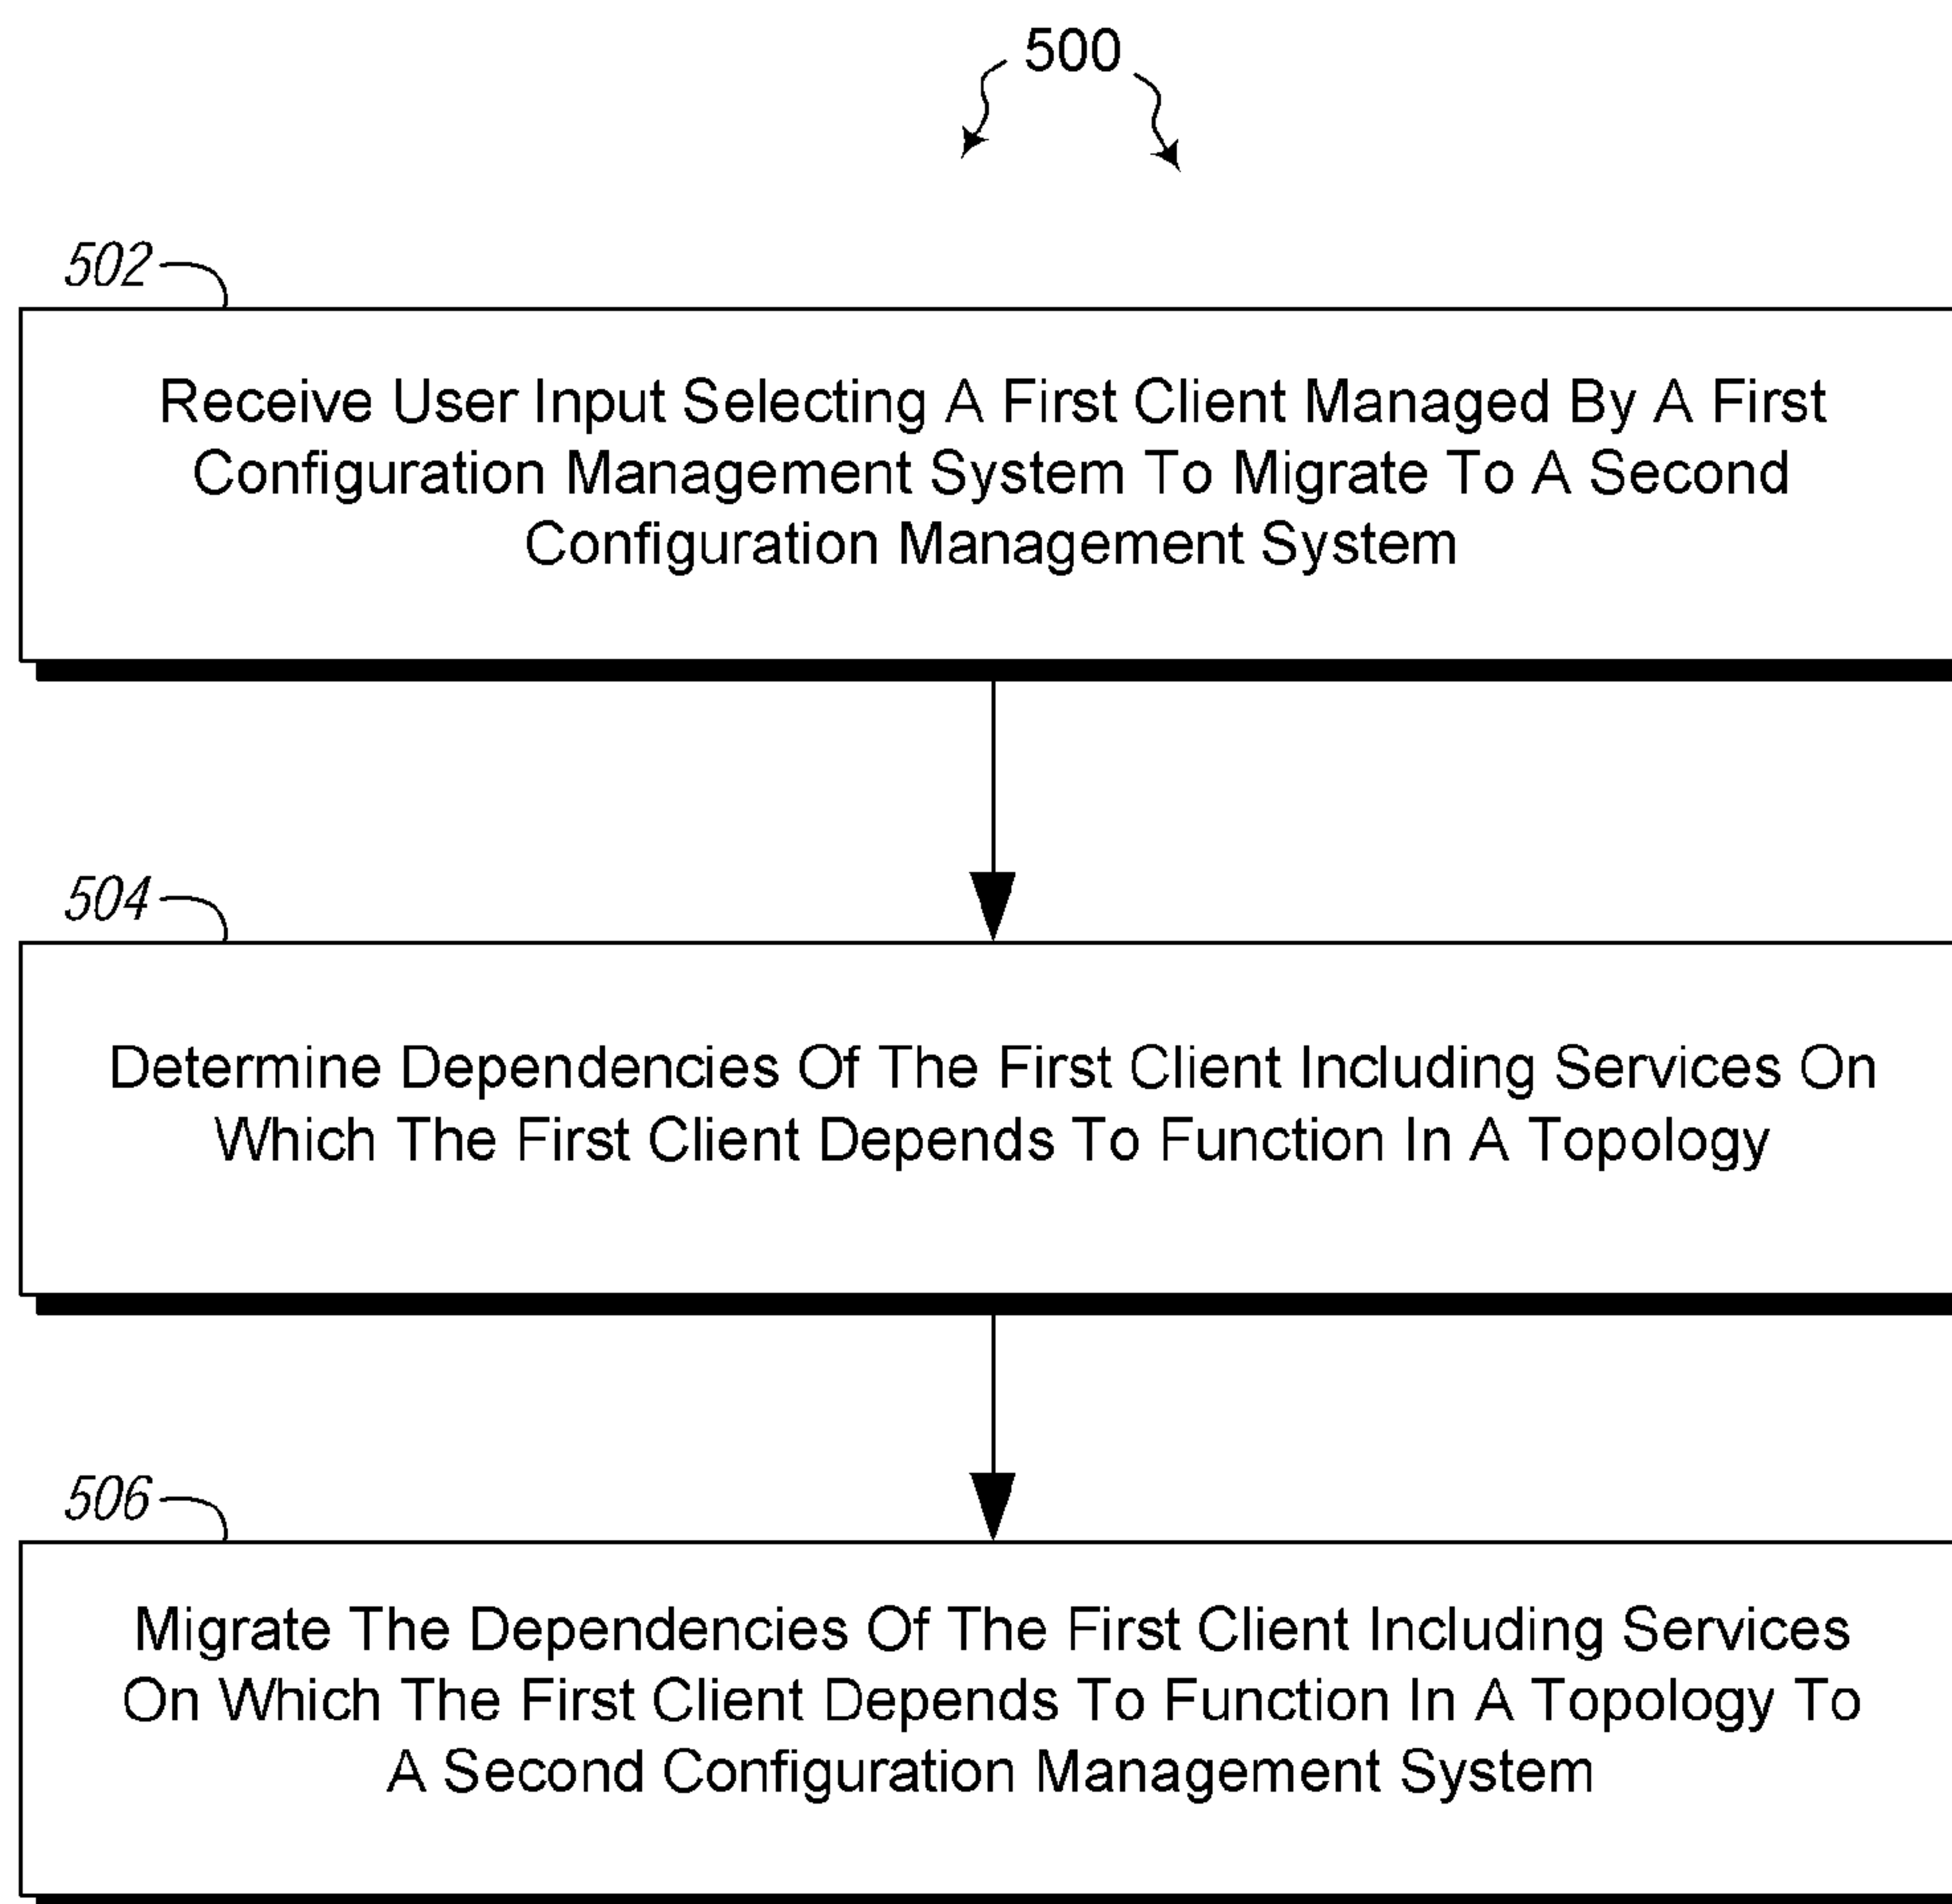 500
502
Receive User Input Selecting A First Client Managed By A First
Configuration Management System To Migrate To A Second
Configuration Management System
504
Determine Dependencies Of The First Client Including Services On
Which The First Client Depends To Function In A Topology
506
Migrate The Dependencies Of The First Client Including Services
On Which The First Client Depends To Function In A Topology To
A Second Configuration Management System